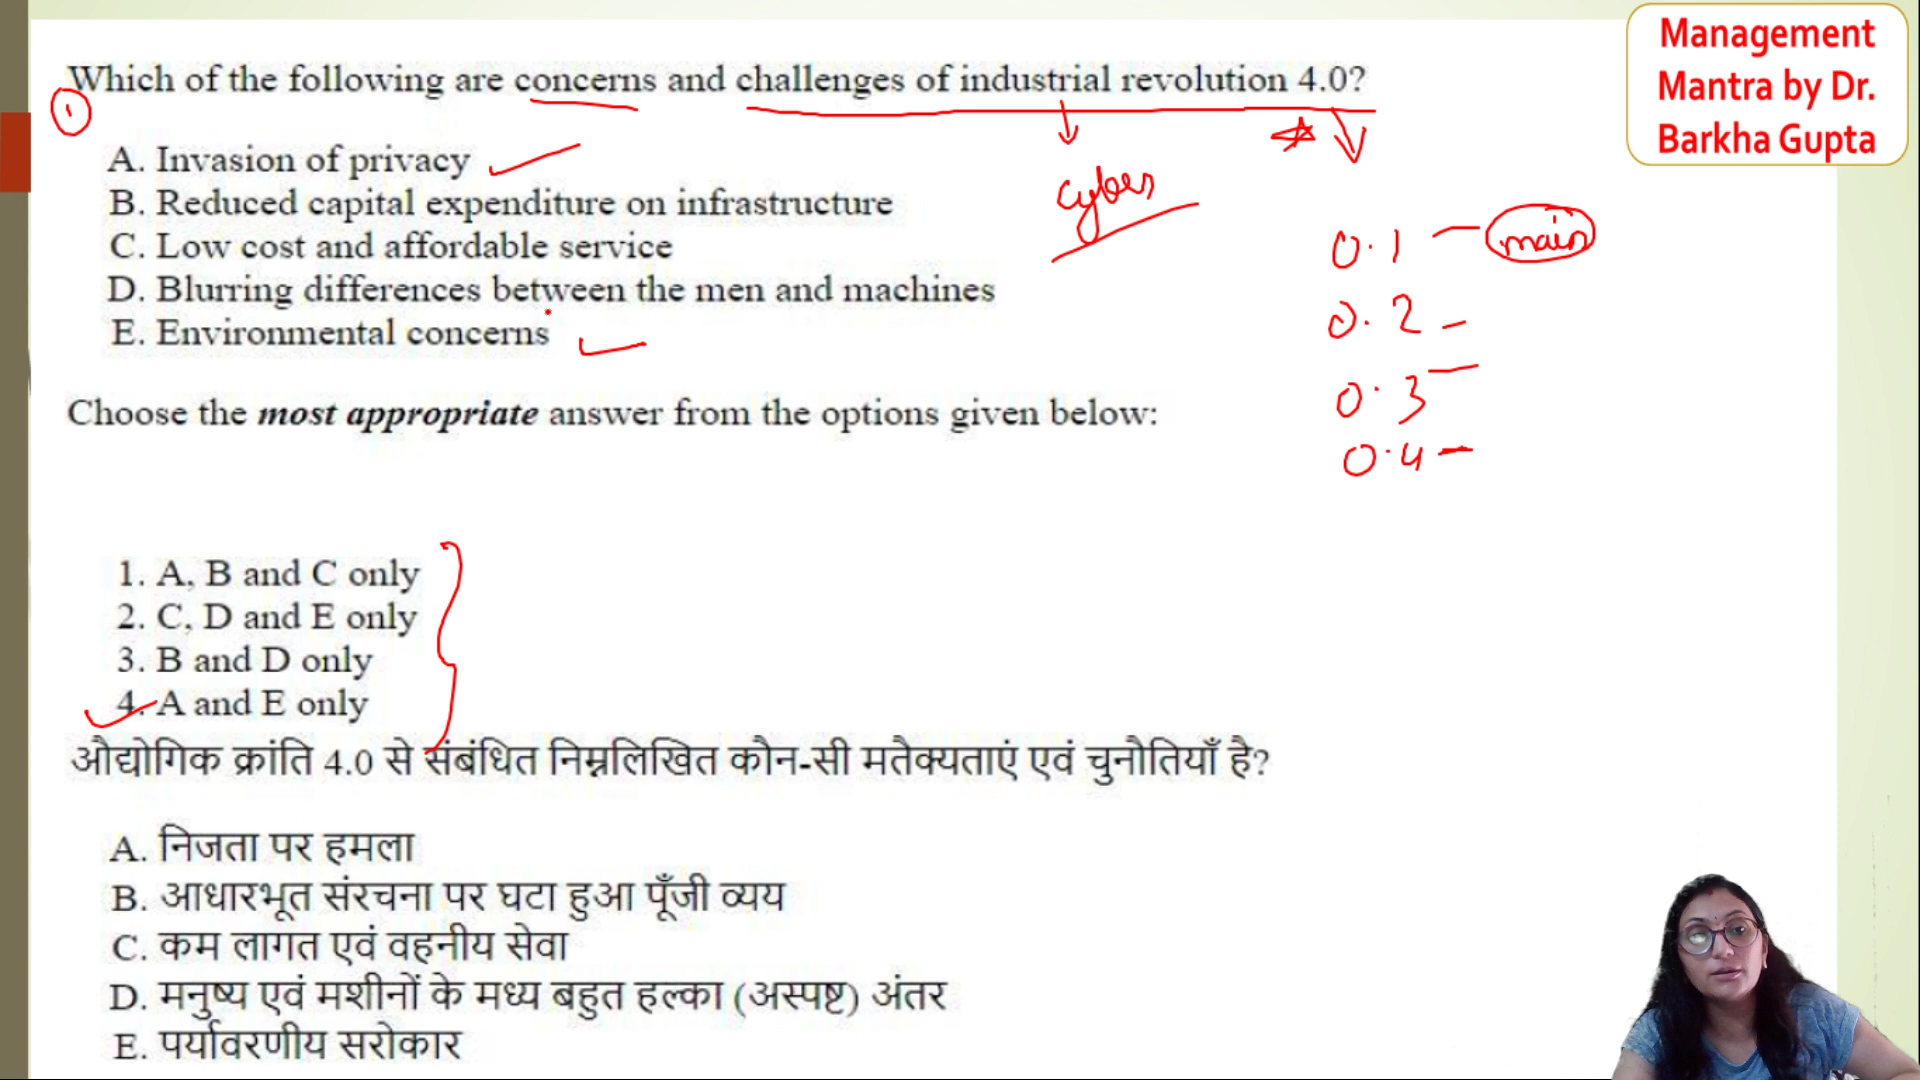 Management
Mantra by Dr.
Barkha Gupta
Which of the following are concerns and challenges of industrial revolution 4.0?
1
A. Invasion of privacy
B. Reduced capital expenditure on infrastructure
C. Low cost and affordable service
D. Blurring differences between the men and machines
E. Environmental concerns
cyber
0.1 — main
0.2 –
0.3 –
0.4 –
Choose the most appropriate answer from the options given below:
1. A, B and C only
2. C, D and E only
3. B and D only
4. A and E only
औद्योगिक क्रांति 4.0 से संबंधित निम्नलिखित कौन-सी मतैक्यताएं एवं चुनौतियाँ है?
A. निजता पर हमला
B. आधारभूत संरचना पर घटा हुआ पूँजी व्यय
C. कम लागत एवं वहनीय सेवा
D. मनुष्य एवं मशीनों के मध्य बहुत हल्का (अस्पष्ट) अंतर
E. पर्यावरणीय सरोकार